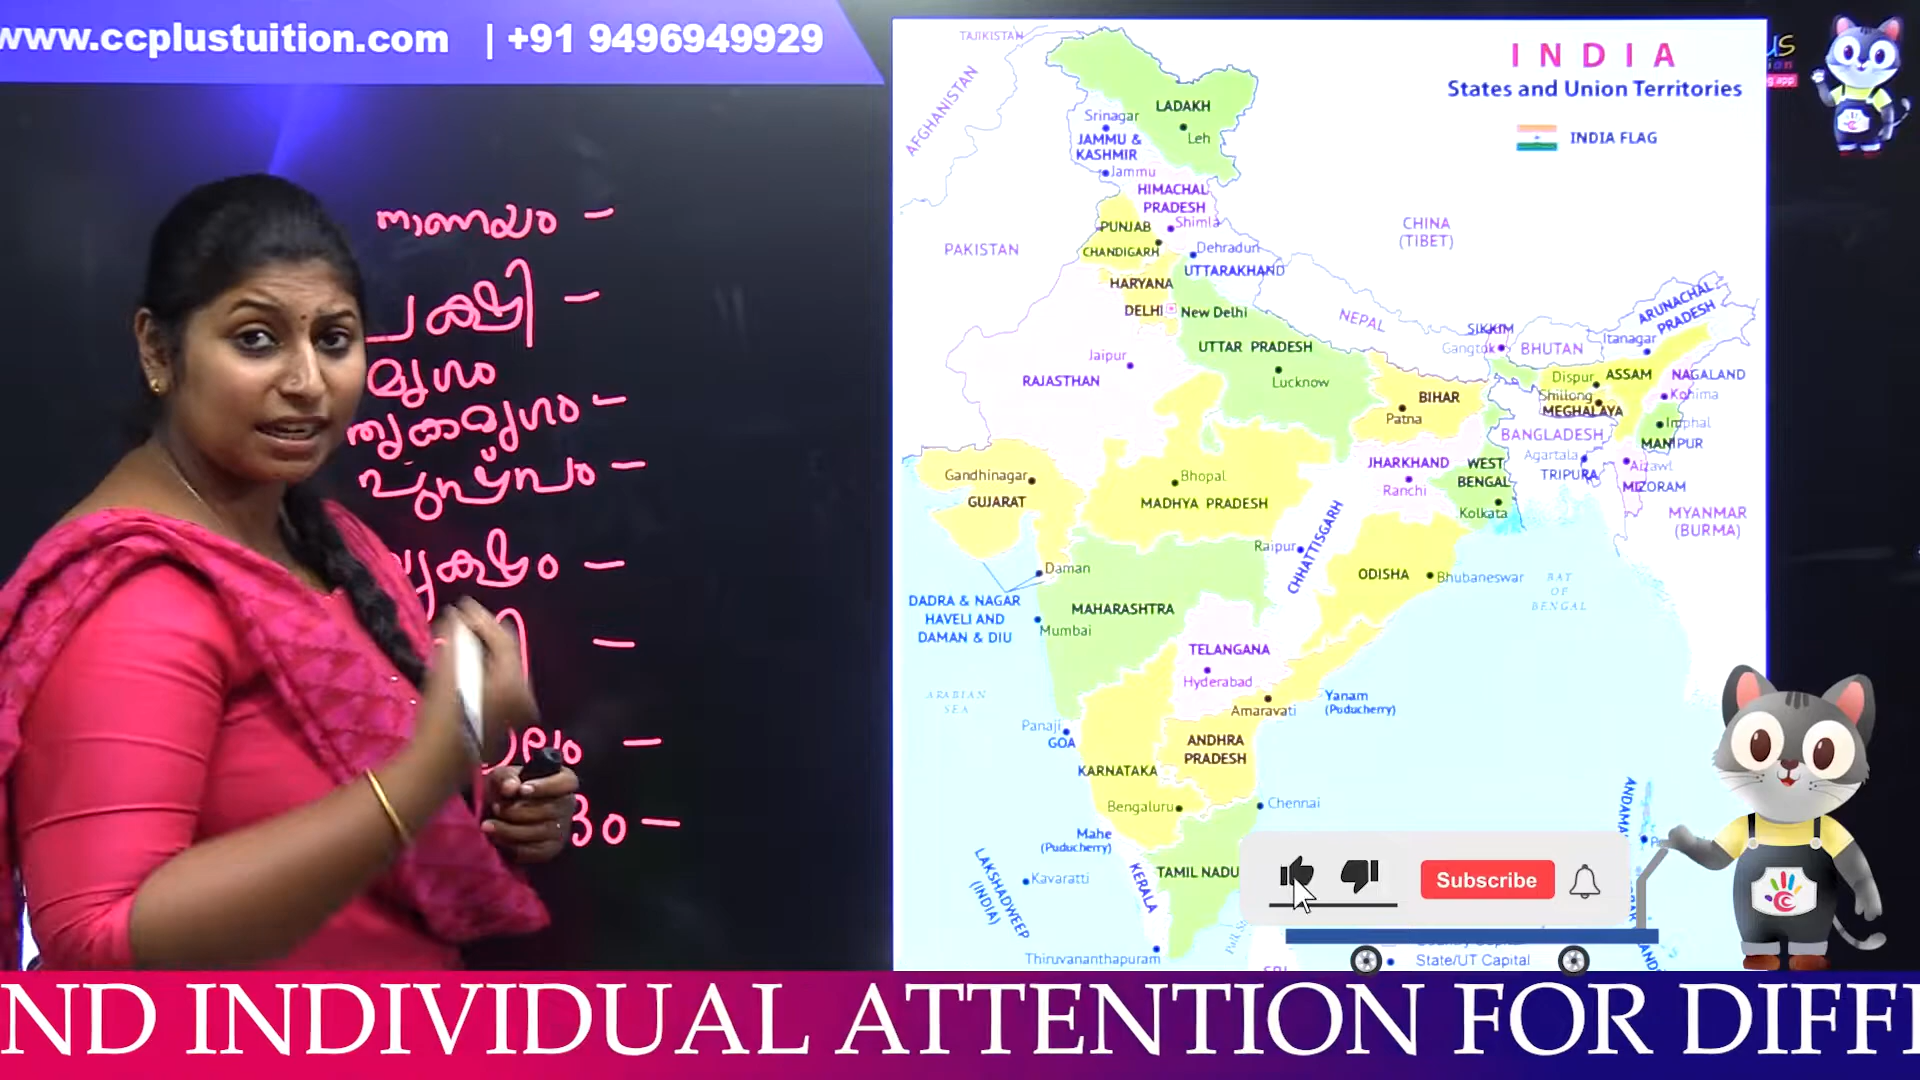 www.ccplustuition.com | +91 9496949929
നാണയം –
പക്ഷി –
മൃഗം
–
പുഷ്പം –
വൃക്ഷം –
–
–
–
INDIA
States and Union Territories
INDIA FLAG
TAJIKISTAN
AFGHANISTAN
LADAKH
Srinagar
Leh
JAMMU &
KASHMIR
Jammu
HIMACHAL
PRADESH
Shimla
PUNJAB
CHANDIGARH
Dehradun
UTTARAKHAND
PAKISTAN
CHINA
(TIBET)
HARYANA
DELHI
New Delhi
NEPAL
UTTAR PRADESH
Lucknow
Jaipur
RAJASTHAN
SIKKIM
Gangtok
BHUTAN
ARUNACHAL
PRADESH
Itanagar
Dispur
ASSAM
NAGALAND
Kohima
Shillong
MEGHALAYA
BIHAR
Patna
Imphal
MANIPUR
BANGLADESH
Agartala
TRIPURA
Aizawl
MIZORAM
MYANMAR
(BURMA)
JHARKHAND
Ranchi
WEST
BENGAL
Kolkata
Gandhinagar
GUJARAT
Bhopal
MADHYA PRADESH
Raipur
CHHATTISGARH
ODISHA
Bhubaneswar
BAY
OF
BENGAL
Daman
DADRA & NAGAR
HAVELI AND
DAMAN & DIU
MAHARASHTRA
Mumbai
TELANGANA
Hyderabad
ARABIAN
SEA
Amaravati
Yanam
(Puducherry)
Panaji
GOA
ANDHRA
PRADESH
KARNATAKA
Bengaluru
Chennai
Mahe
(Puducherry)
KERALA
TAMIL NADU
LAKSHADWEEP
(INDIA)
Kavaratti
Thiruvananthapuram
Subscribe
State/UT Capital
ND INDIVIDUAL ATTENTION FOR DIFF